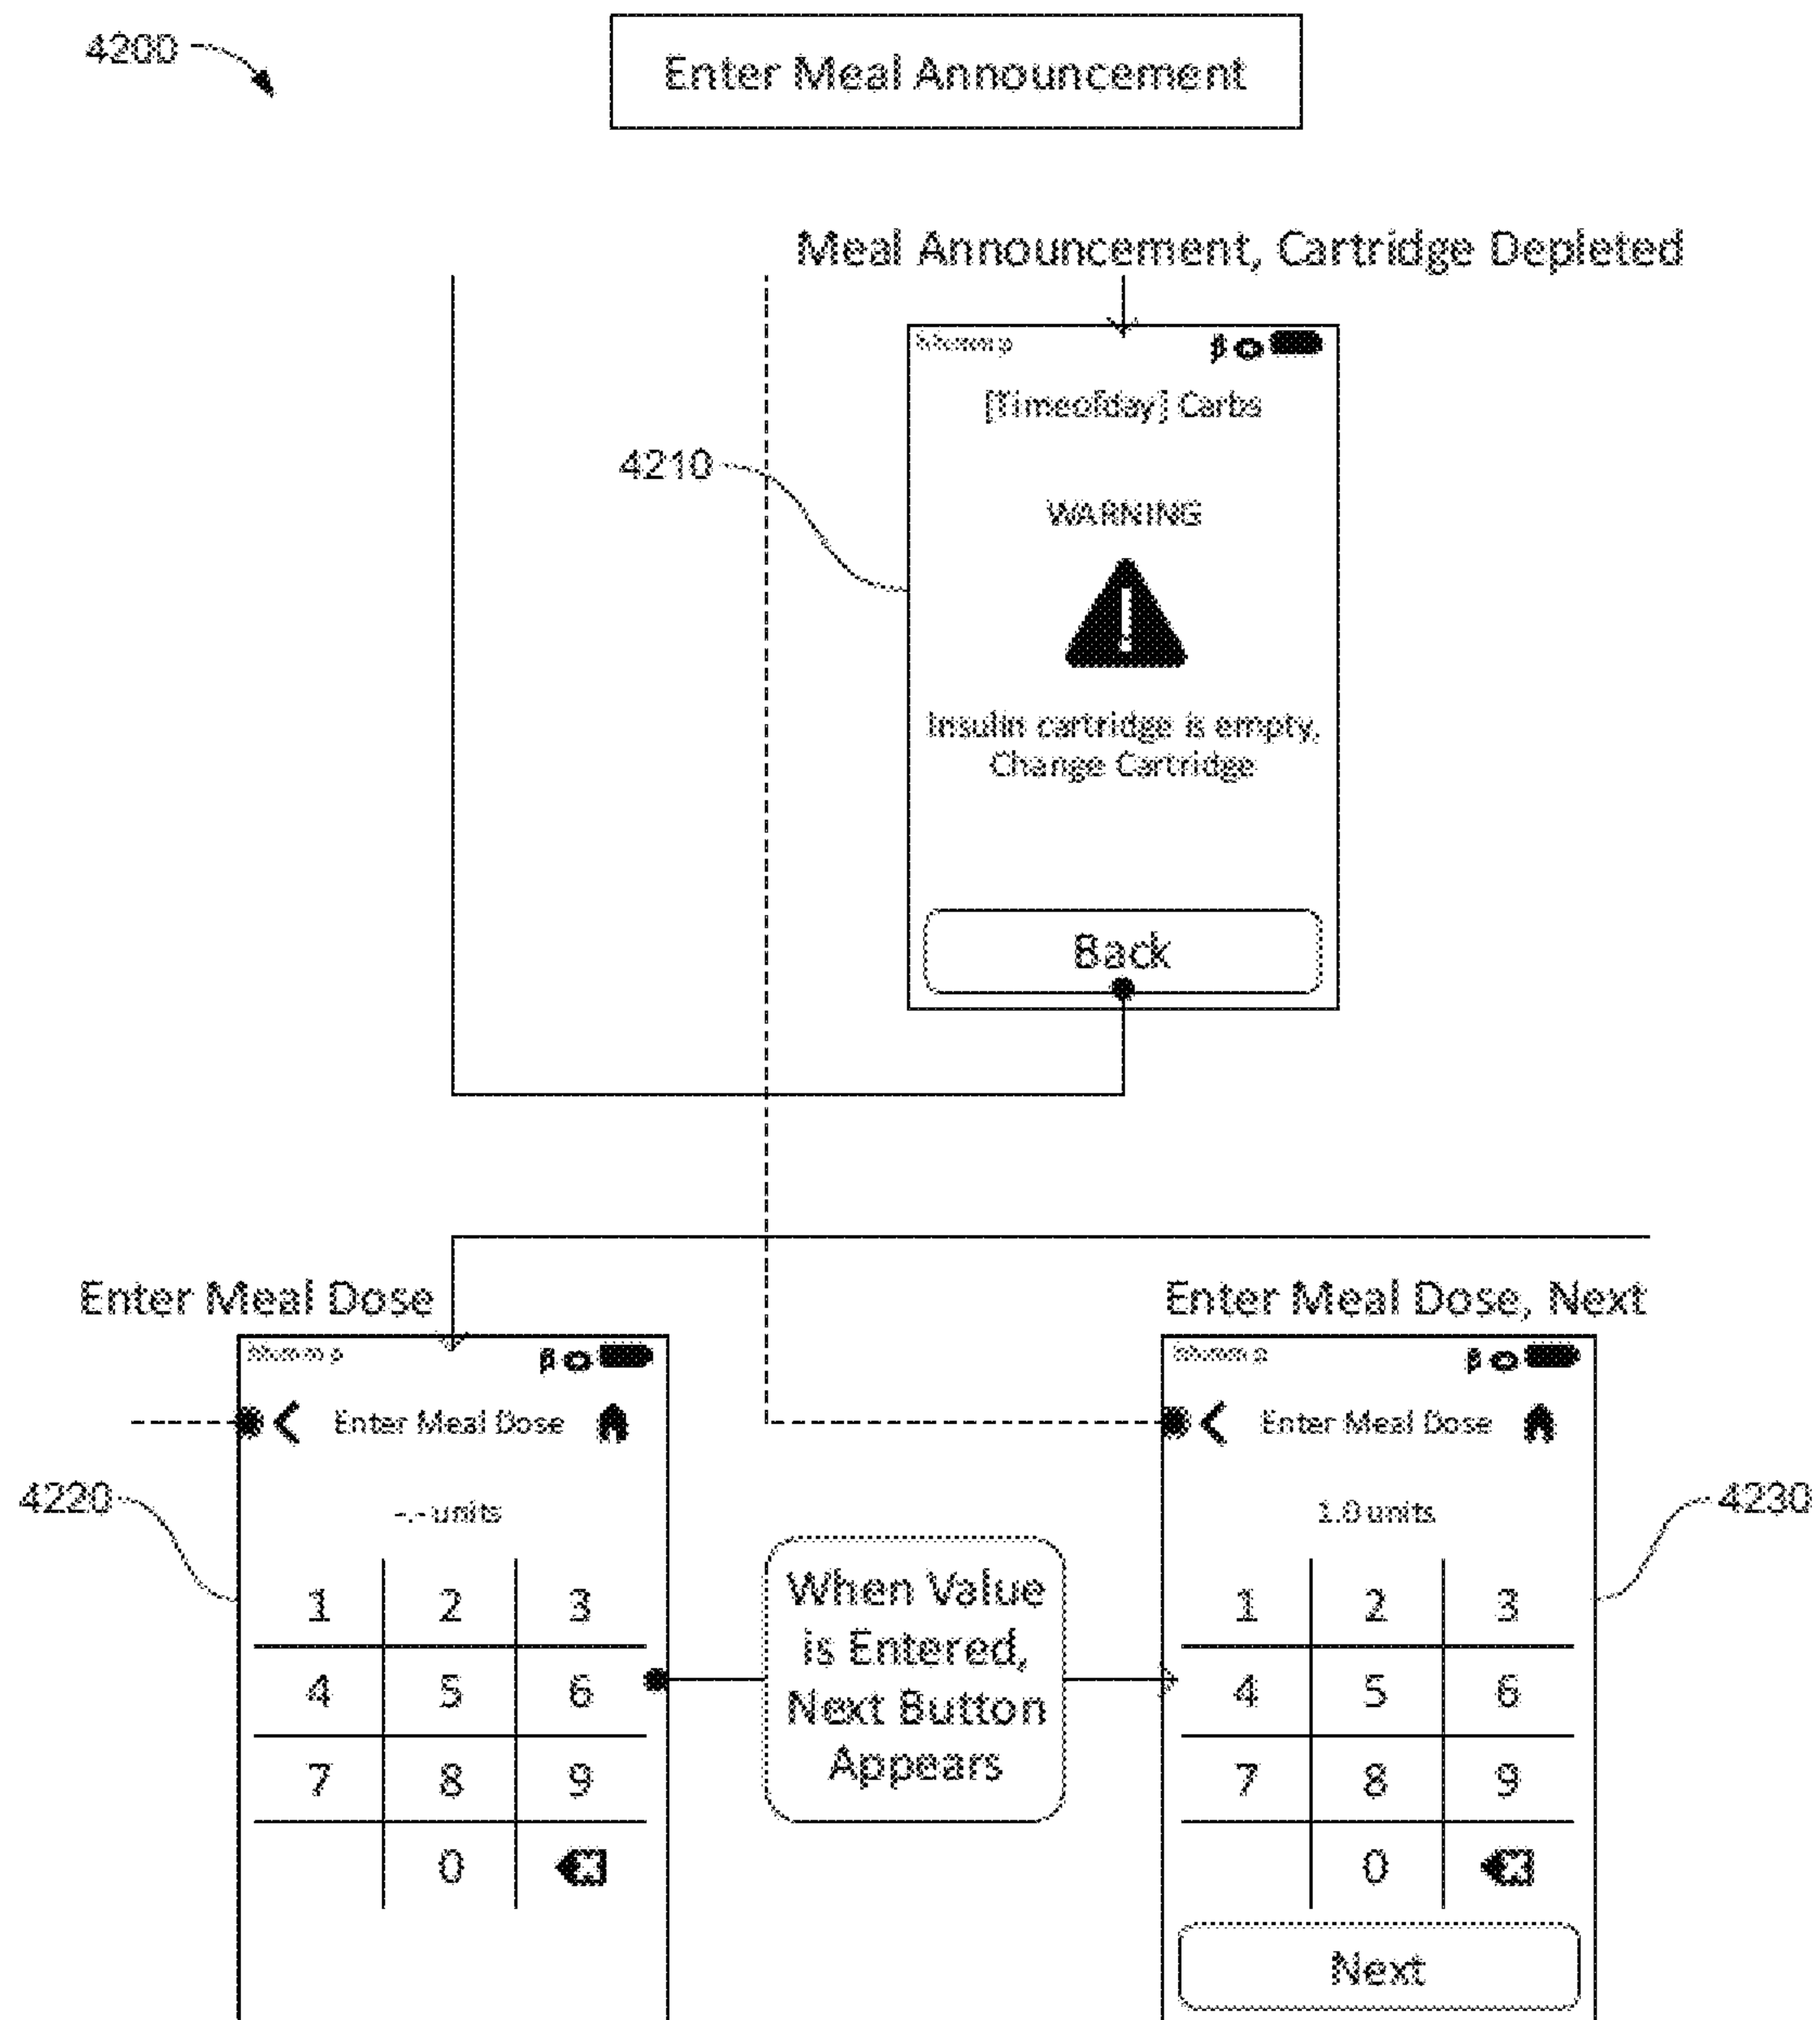 4200
Enter Meal Announcement
Meal Announcement, Cartridge Depleted
β
[Timeofday] Carbs
4210
WARNING
Insulin cartridge is empty,
Change Cartridge
Back
Enter Meal Dose
Enter Meal Dose, Next
β
β
Enter Meal Dose
Enter Meal Dose
4220
-.- units
1.0 units
4230
1 2 3
4 5 6
7 8 9
0
When Value
is Entered,
Next Button
Appears
1 2 3
4 5 6
7 8 9
0
Next